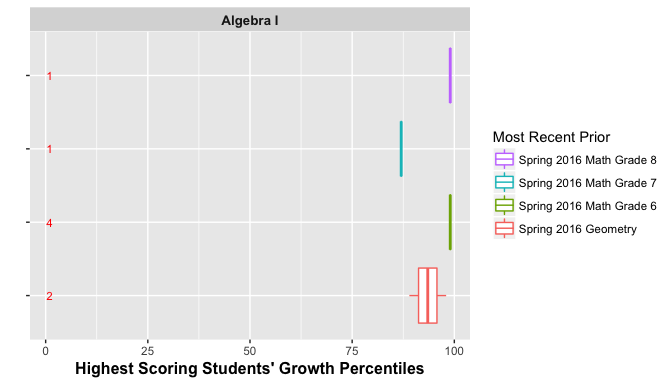 Algebra I
1
1
4
2
0 25 50 75 100
Highest Scoring Students' Growth Percentiles
Most Recent Prior
Spring 2016 Math Grade 8
Spring 2016 Math Grade 7
Spring 2016 Math Grade 6
Spring 2016 Geometry